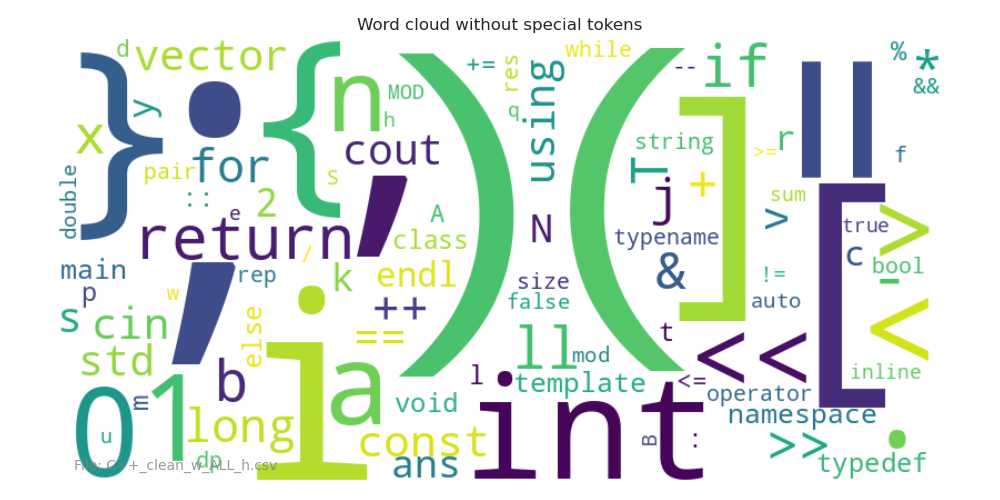 Word cloud without special tokens
d vector { n MOD ) += res using while ( -- if || % *
&&
} y ; h q string ] >= r f
x for cout T
pair S j + sum
double :: 2 , A N typename > [ true >
e return class & c bool
main / k endl size != -
p rep ++ false auto
w t
s cin else == ll << <
std mod inline
b i a l template <=
0 1 m long void int operator
u const B : namespace
dp ans >> .
File: C++_clean_w_ALL_h.csv typedef